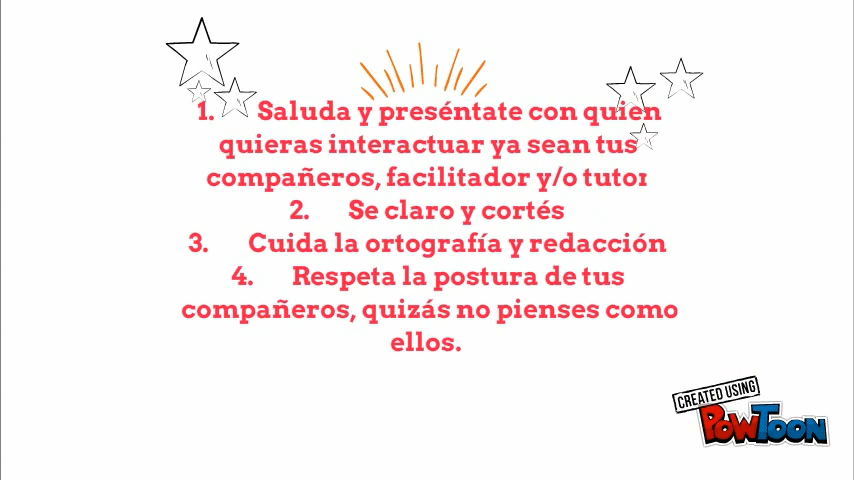 1. Saluda y preséntate con quien
quieras interactuar ya sean tus
compañeros, facilitador y/o tutor
2. Se claro y cortés
3. Cuida la ortografía y redacción
4. Respeta la postura de tus
compañeros, quizás no pienses como
ellos.
CREATED USING
POWTOON